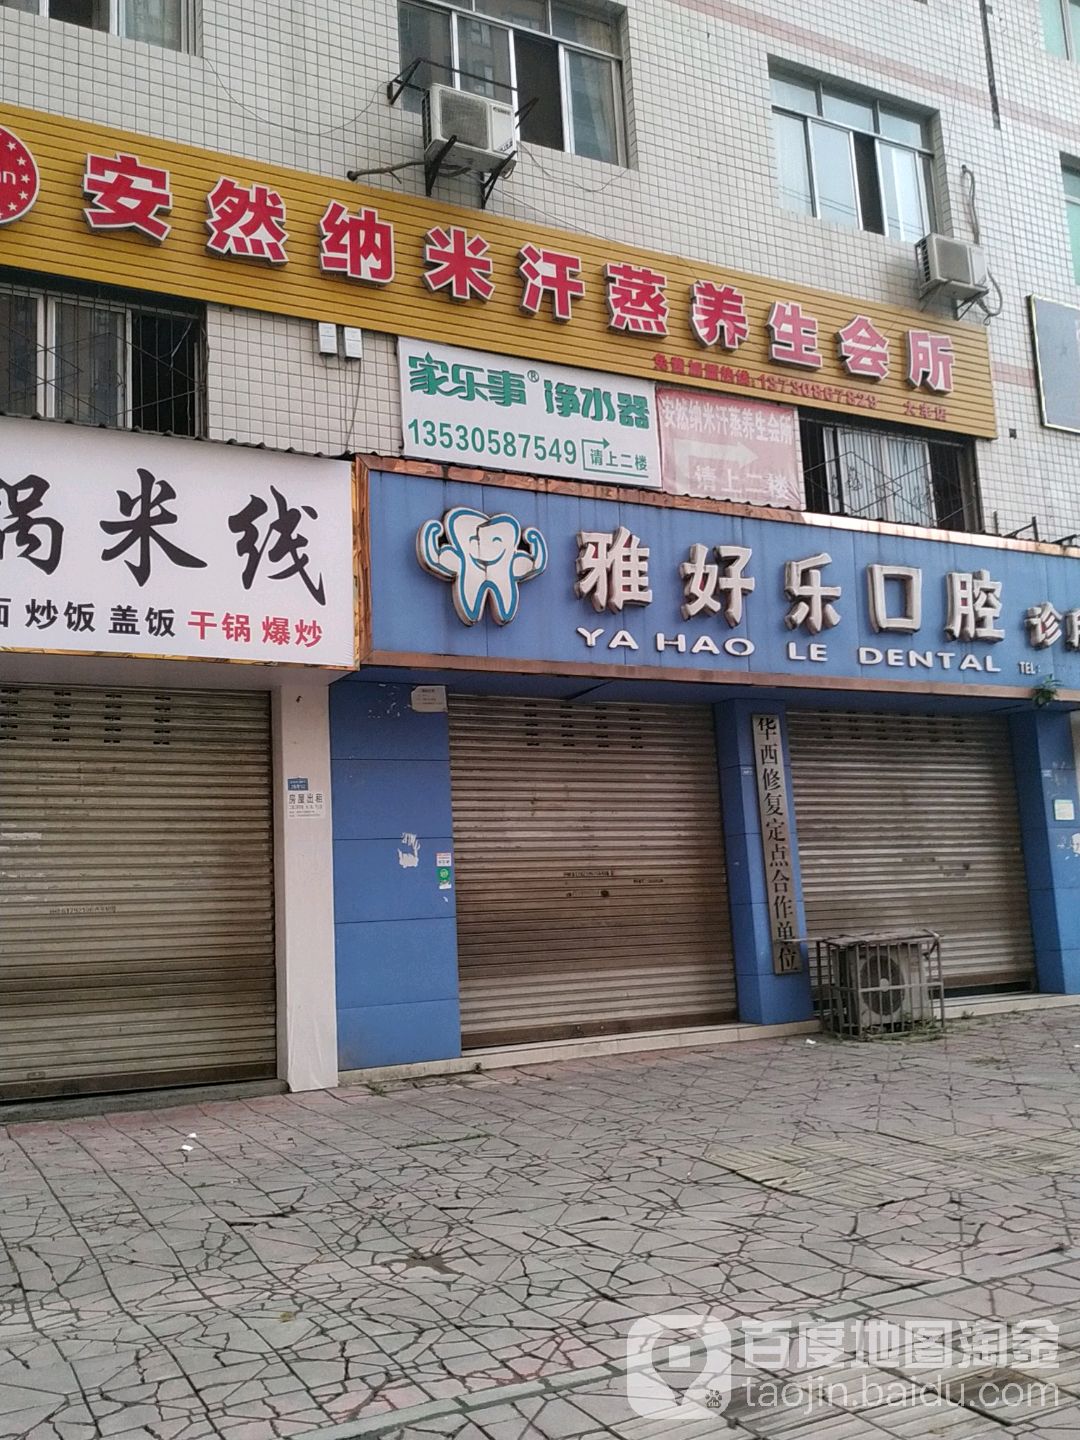 安然纳米汗蒸养生会所
家乐事® 净水器
13530587549 请上二楼
安然纳米汗蒸养生会所
请上二楼
锅米线
炒饭 盖饭 干锅 爆炒
雅好乐口腔 诊
YA HAO LE DENTAL TEL
房屋出租
华西修复定点合作单位
百度地图淘金
taojin.baidu.com